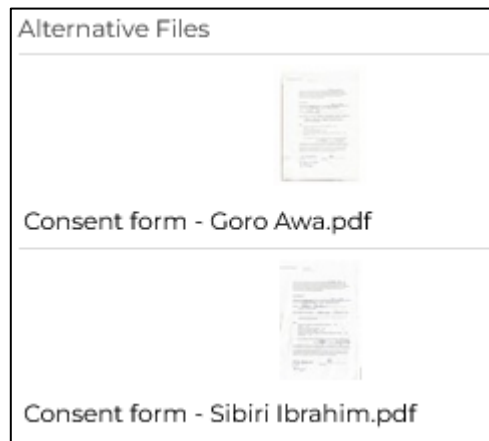 Alternative Files
Consent form - Goro Awa.pdf
Consent form - Sibiri Ibrahim.pdf